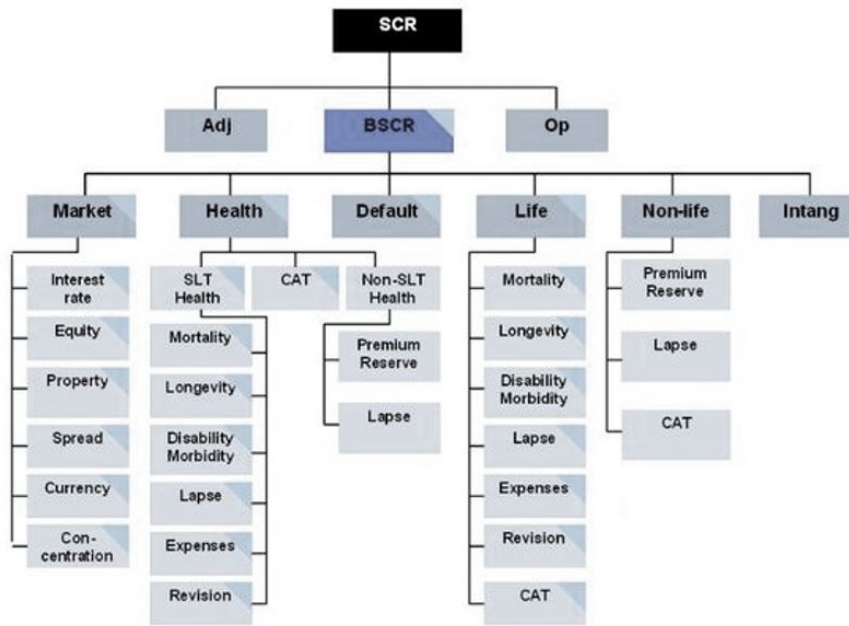 SCR
Adj
BSCR
Op
Market
Health
Default
Life
Non-life
Intang
Interest
rate
Equity
Property
Spread
Currency
Con-
centration
SLT
Health
CAT
Non-SLT
Health
Mortality
Longevity
Disability
Morbidity
Lapse
Expenses
Revision
Premium
Reserve
Lapse
Mortality
Longevity
Disability
Morbidity
Lapse
Expenses
Revision
CAT
Premium
Reserve
Lapse
CAT